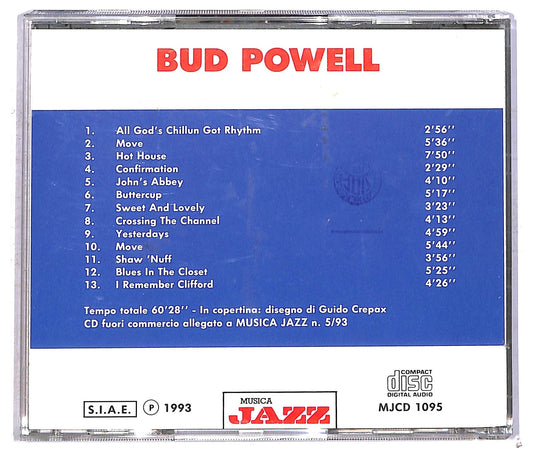 BUD POWELL
1. All God's Chillun Got Rhythm 2'56''
2. Move 5'36''
3. Hot House 7'50''
4. Confirmation 2'29''
5. John's Abbey 4'10''
6. Buttercup 5'17''
7. Sweet And Lovely 3'23''
8. Crossing The Channel 4'13''
9. Yesterdays 4'59''
10. Move 5'44''
11. Shaw 'Nuff 3'56''
12. Blues In The Closet 5'25''
13. I Remember Clifford 4'26''
Tempo totale 60'28'' - In copertina: disegno di Guido Crepax
CD fuori commercio allegato a MUSICA JAZZ n. 5/93
S.I.A.E. Ⓟ 1993
MUSICA
JAZZ
COMPACT
disc
DIGITAL AUDIO
MJCD 1095